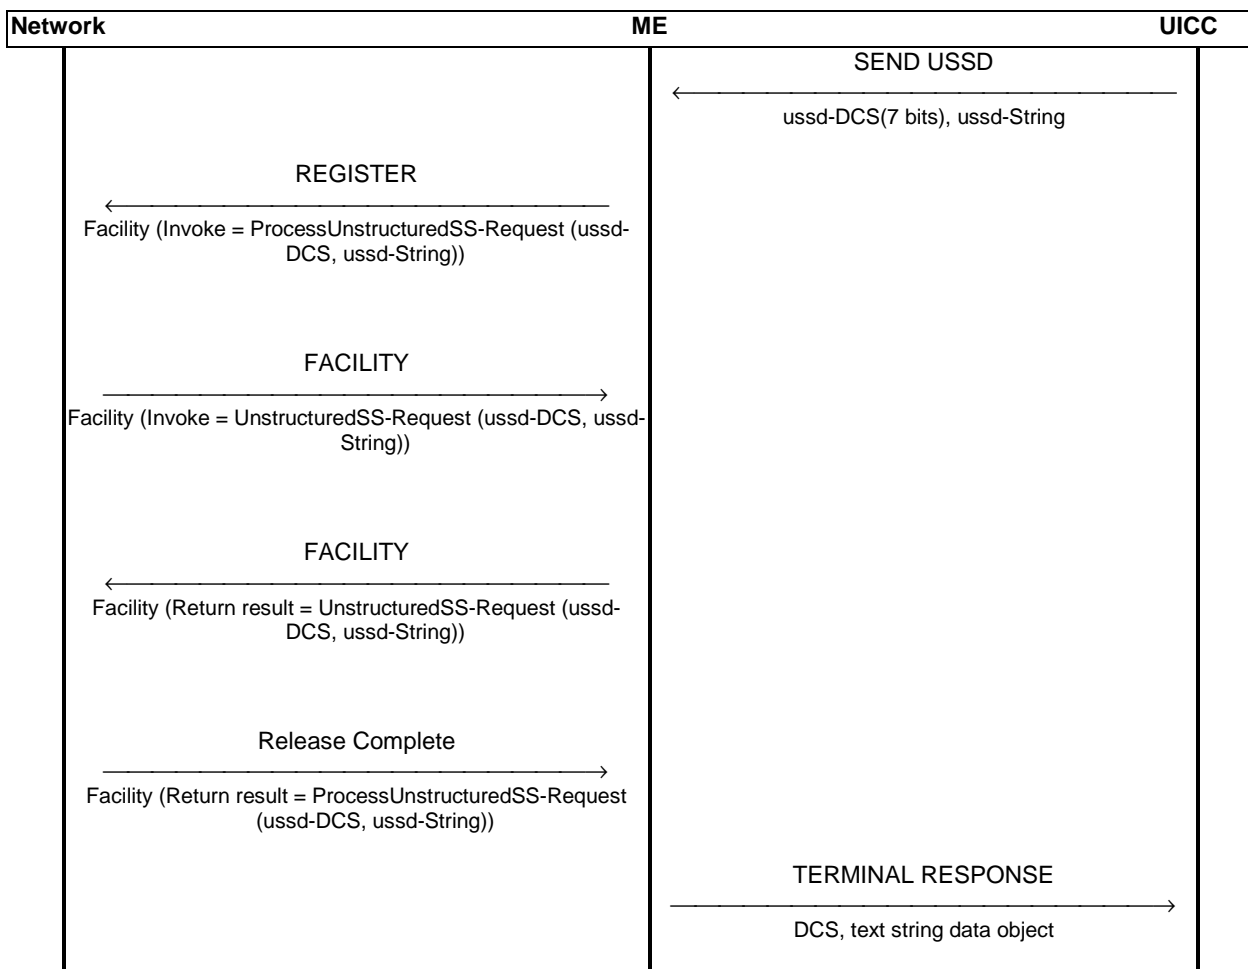 Network ME UICC
SEND USSD
ussd-DCS(7 bits), ussd-String
REGISTER
Facility (Invoke = ProcessUnstructuredSS-Request (ussd-
DCS, ussd-String))
FACILITY
Facility (Invoke = UnstructuredSS-Request (ussd-DCS, ussd-
String))
FACILITY
Facility (Return result = UnstructuredSS-Request (ussd-
DCS, ussd-String))
Release Complete
Facility (Return result = ProcessUnstructuredSS-Request
(ussd-DCS, ussd-String))
TERMINAL RESPONSE
DCS, text string data object